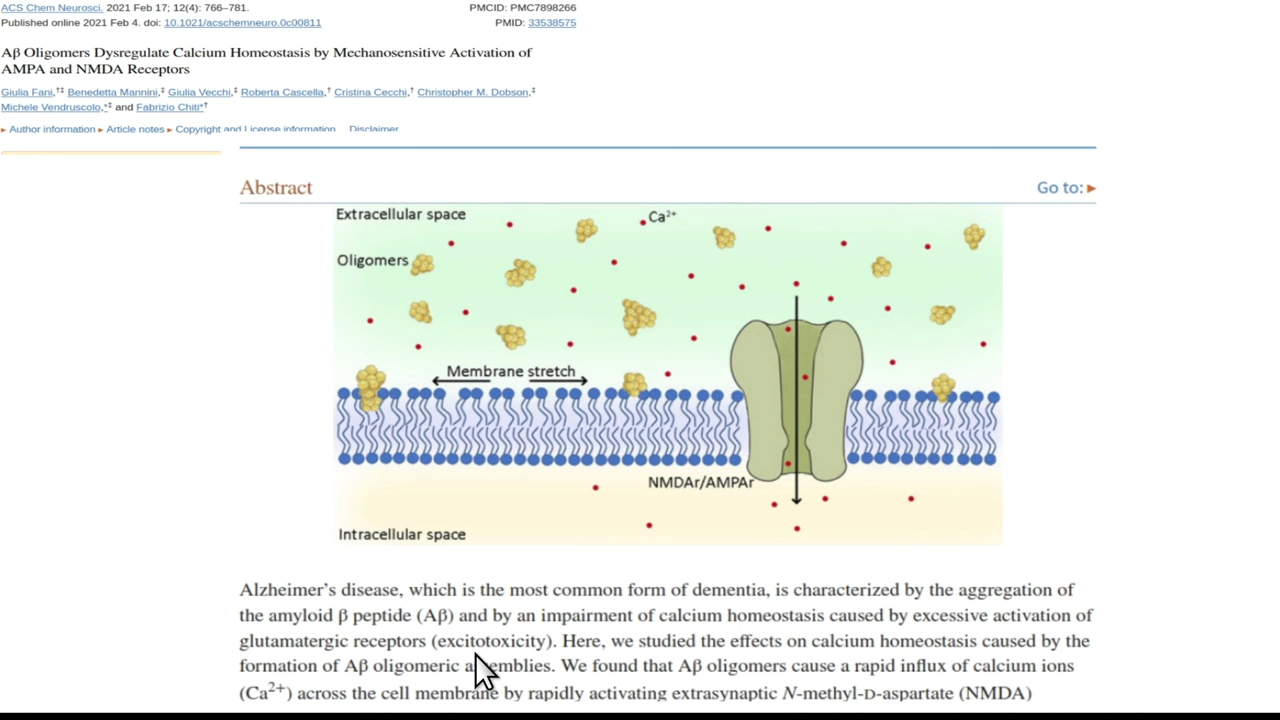 ACS Chem Neurosci. 2021 Feb 17; 12(4): 766–781.
PMCID: PMC7898266
Published online 2021 Feb 4. doi: 10.1021/acschemneuro.0c00811
PMID: 33538575
Aβ Oligomers Dysregulate Calcium Homeostasis by Mechanosensitive Activation of
AMPA and NMDA Receptors
Giulia Fani,†‡ Benedetta Mannini,‡ Giulia Vecchi,‡ Roberta Cascella,† Cristina Cecchi,† Christopher M. Dobson,‡
Michele Vendruscolo,*‡ and Fabrizio Chiti*†
▸ Author information ▸ Article notes ▸ Copyright and License information Disclaimer
Abstract
Go to: ▸
Extracellular space
Ca²⁺
Oligomers
Membrane stretch
NMDAr/AMPAr
Intracellular space
Alzheimer’s disease, which is the most common form of dementia, is characterized by the aggregation of
the amyloid β peptide (Aβ) and by an impairment of calcium homeostasis caused by excessive activation of
glutamatergic receptors (excitotoxicity). Here, we studied the effects on calcium homeostasis caused by the
formation of Aβ oligomeric assemblies. We found that Aβ oligomers cause a rapid influx of calcium ions
(Ca²⁺) across the cell membrane by rapidly activating extrasynaptic N-methyl-D-aspartate (NMDA)